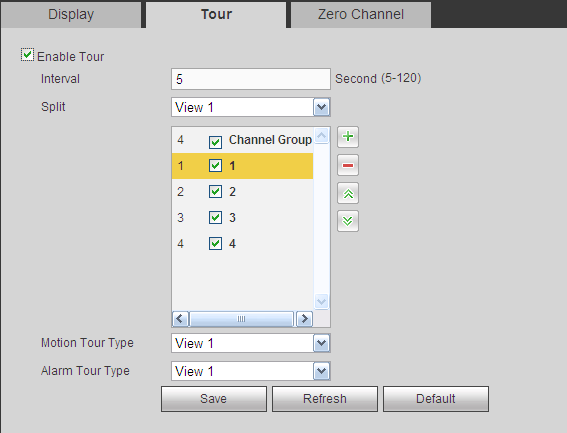 Display Tour Zero Channel
Enable Tour
Interval 5 Second (5-120)
Split View 1
4 Channel Group
1 1
2 2
3 3
4 4
Motion Tour Type View 1
Alarm Tour Type View 1
Save Refresh Default